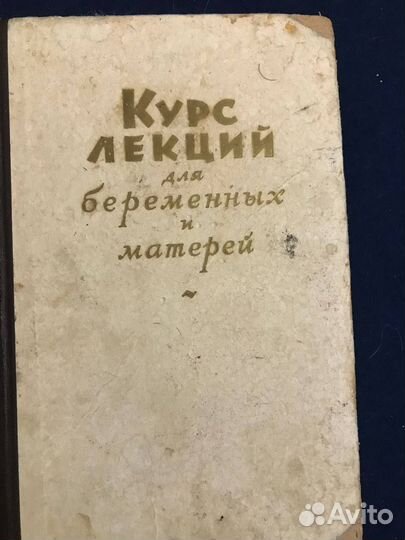 Курс
лекций
для
беременных
и
матерей
~
Avito